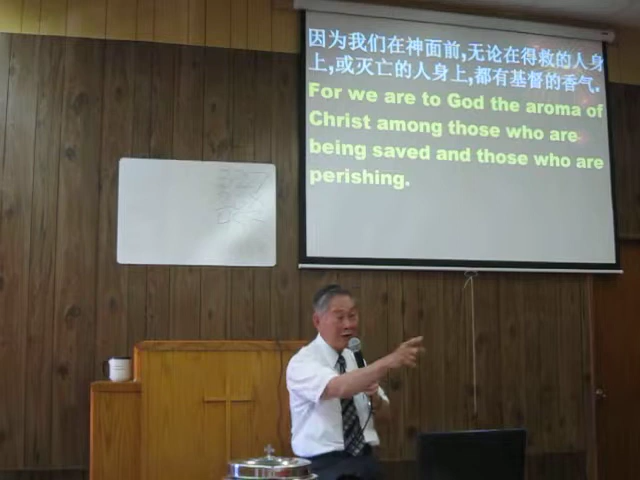 因为我们在神面前,无论在得救的人身
上,或灭亡的人身上,都有基督的香气.
For we are to God the aroma of
Christ among those who are
being saved and those who are
perishing.